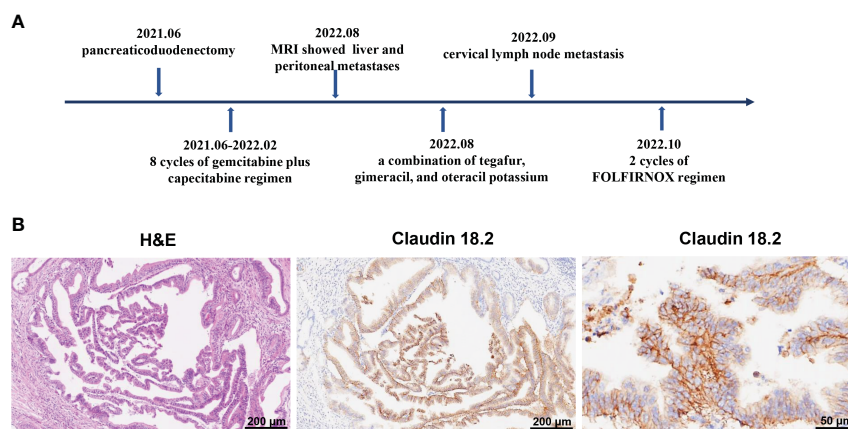 A
2021.06
pancreaticoduodenectomy
2022.08
MRI showed liver and
peritoneal metastases
2022.09
cervical lymph node metastasis
2021.06-2022.02
8 cycles of gemcitabine plus
capecitabine regimen
2022.08
a combination of tegafur,
gimeracil, and oteracil potassium
2022.10
2 cycles of
FOLFIRNOX regimen
B
H&E
Claudin 18.2
Claudin 18.2
200 μm
200 μm
50 μm